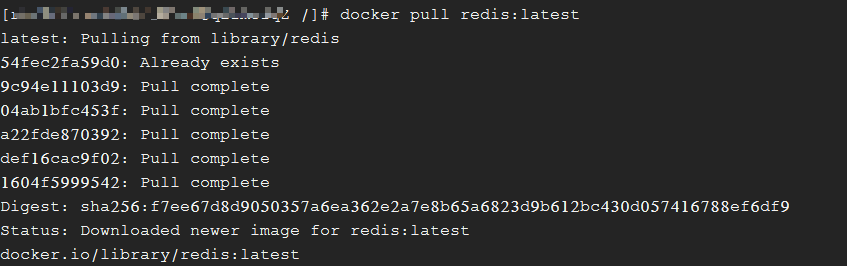 /]# docker pull redis:latest
latest: Pulling from library/redis
54fec2fa59d0: Already exists
9c94e11103d9: Pull complete
04ab1bfc453f: Pull complete
a22fde870392: Pull complete
def16cac9f02: Pull complete
1604f5999542: Pull complete
Digest: sha256:f7ee67d8d9050357a6ea362e2a7e8b65a6823d9b612bc430d057416788ef6df9
Status: Downloaded newer image for redis:latest
docker.io/library/redis:latest